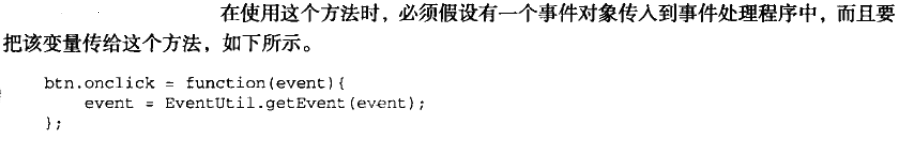 在使用这个方法时，必须假设有一个事件对象传入到事件处理程序中，而且要
把该变量传给这个方法，如下所示。
btn.onclick = function(event){
    event = EventUtil.getEvent(event);
};